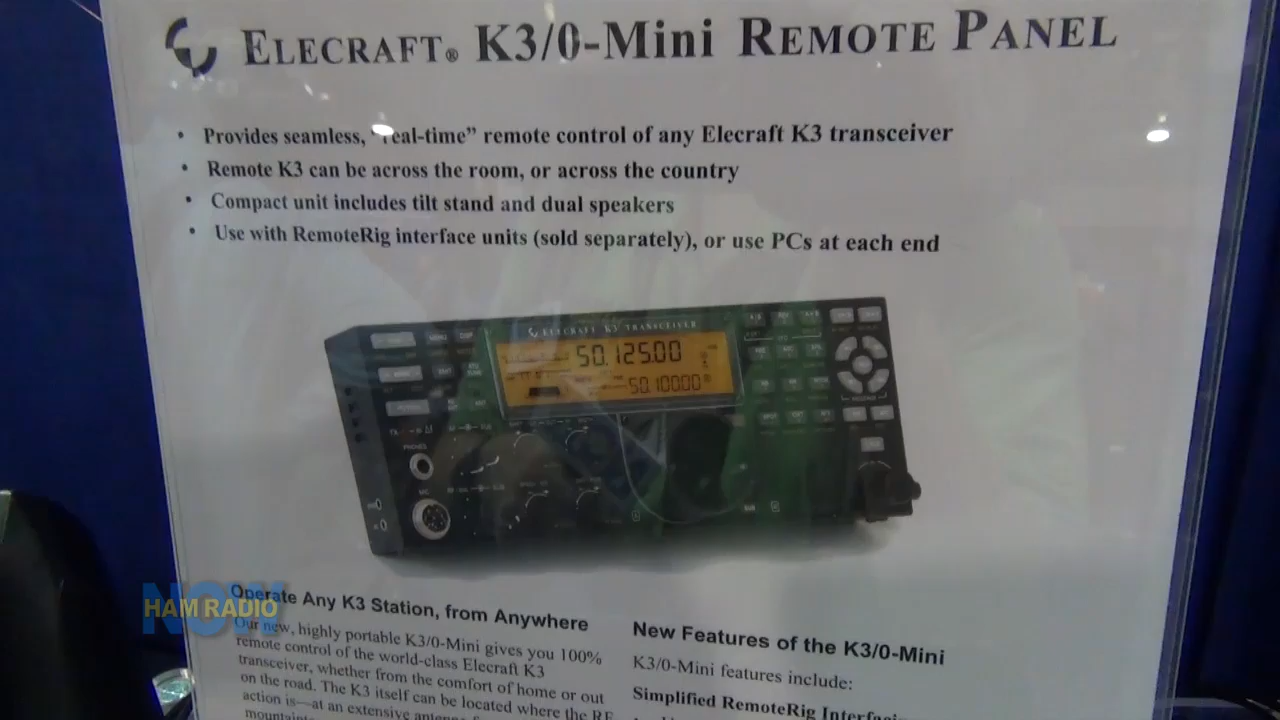 ELECRAFT® K3/0-Mini REMOTE PANEL
• Provides seamless, "real-time" remote control of any Elecraft K3 transceiver
• Remote K3 can be across the room, or across the country
• Compact unit includes tilt stand and dual speakers
• Use with RemoteRig interface units (sold separately), or use PCs at each end
ELECRAFT K3 TRANSCEIVER
50.125.00
50.100.00
PHONES
MIC
Operate Any K3 Station, from Anywhere
Our new, highly portable K3/0-Mini gives you 100%
remote control of the world-class Elecraft K3
transceiver, whether from the comfort of home or out
on the road. The K3 itself can be located where the RF
action is—at an extensive
New Features of the K3/0-Mini
K3/0-Mini features include:
Simplified RemoteRig
NOW
HAM RADIO